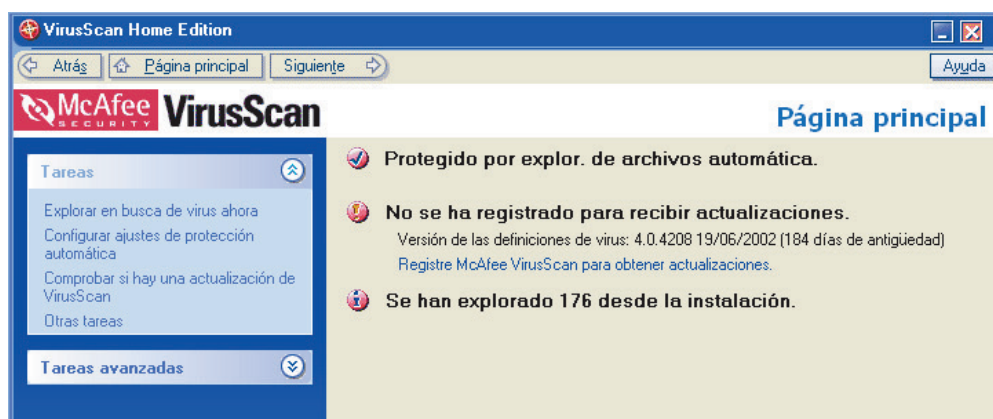 VirusScan Home Edition
Atrás Página principal Siguiente Ayuda
McAfee SECURITY VirusScan
Página principal
Tareas
Explorar en busca de virus ahora
Configurar ajustes de protección
automática
Comprobar si hay una actualización de
VirusScan
Otras tareas
Tareas avanzadas
Protegido por explor. de archivos automática.
No se ha registrado para recibir actualizaciones.
Versión de las definiciones de virus: 4.0.4208 19/06/2002 (184 días de antigüedad)
Registre McAfee VirusScan para obtener actualizaciones.
Se han explorado 176 desde la instalación.